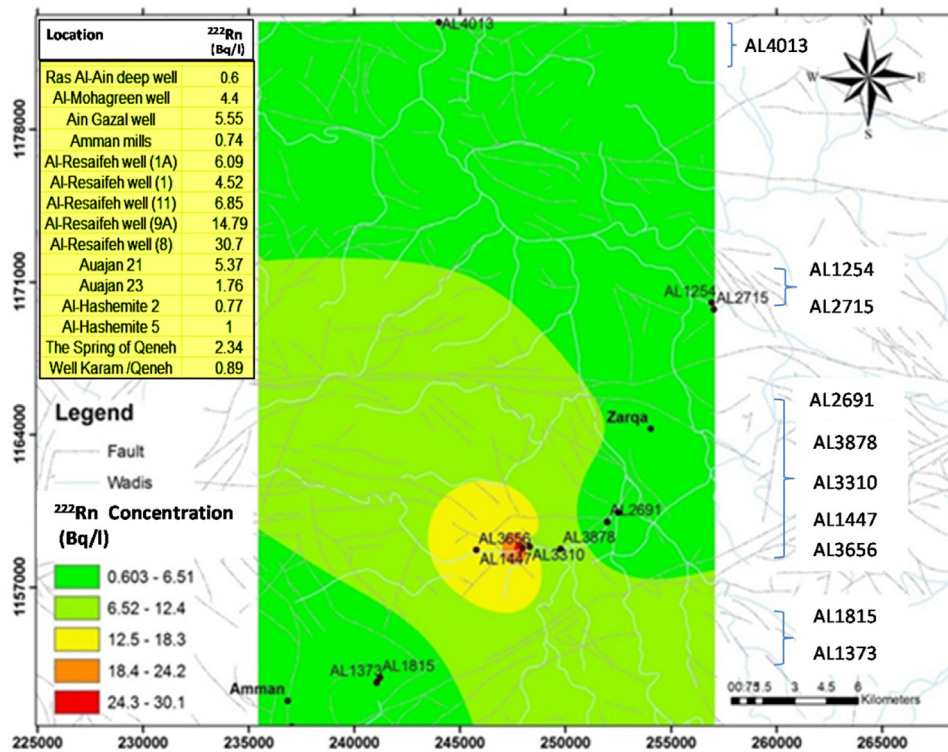 Location ²²²Rn (Bq/l)
Ras Al-Ain deep well 0.6
Al-Mohagreen well 4.4
Ain Gazal well 5.55
Amman mills 0.74
Al-Resaifeh well (1A) 6.09
Al-Resaifeh well (1) 4.52
Al-Resaifeh well (11) 6.85
Al-Resaifeh well (9A) 14.79
Al-Resaifeh well (8) 30.7
Auajan 21 5.37
Auajan 23 1.76
Al-Hashemite 2 0.77
Al-Hashemite 5 1
The Spring of Qeneh 2.34
Well Karam /Qeneh 0.89
Legend
Fault
Wadis
²²²Rn Concentration
(Bq/l)
0.603 - 6.51
6.52 - 12.4
12.5 - 18.3
18.4 - 24.2
24.3 - 30.1
1178000
1171000
1164000
1157000
AL4013
AL1254
AL2715
Zarqa
AL2691
AL3656
AL3878
AL1447
AL3310
AL1373
AL1815
Amman
AL4013
N
W E
S
AL1254
AL2715
AL2691
AL3878
AL3310
AL1447
AL3656
AL1815
AL1373
0 0.75 1.5 3 4.5 6
Kilometers
225000 230000 235000 240000 245000 250000 255000 260000 265000